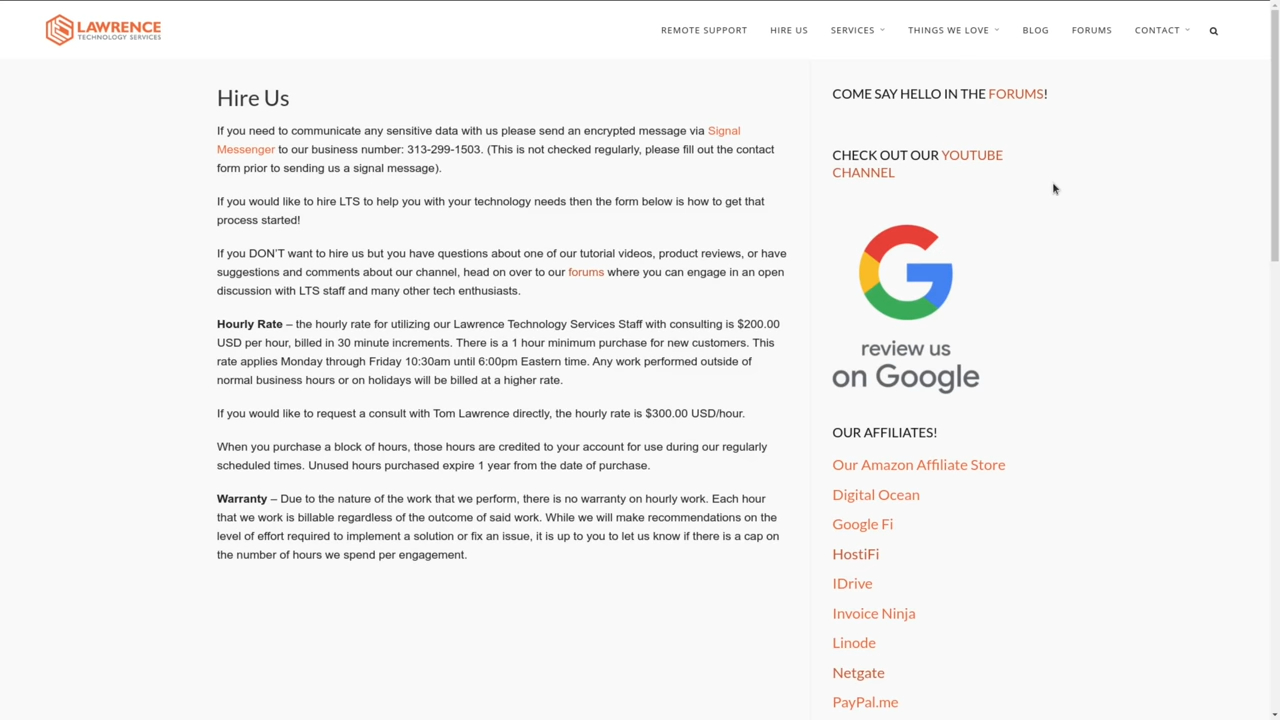 LAWRENCE
TECHNOLOGY SERVICES
REMOTE SUPPORT
HIRE US
SERVICES
THINGS WE LOVE
BLOG
FORUMS
CONTACT
Hire Us
If you need to communicate any sensitive data with us please send an encrypted message via Signal
Messenger to our business number: 313-299-1503. (This is not checked regularly, please fill out the contact
form prior to sending us a signal message).
If you would like to hire LTS to help you with your technology needs then the form below is how to get that
process started!
If you DON'T want to hire us but you have questions about one of our tutorial videos, product reviews, or have
suggestions and comments about our channel, head on over to our forums where you can engage in an open
discussion with LTS staff and many other tech enthusiasts.
Hourly Rate – the hourly rate for utilizing our Lawrence Technology Services Staff with consulting is $200.00
USD per hour, billed in 30 minute increments. There is a 1 hour minimum purchase for new customers. This
rate applies Monday through Friday 10:30am until 6:00pm Eastern time. Any work performed outside of
normal business hours or on holidays will be billed at a higher rate.
If you would like to request a consult with Tom Lawrence directly, the hourly rate is $300.00 USD/hour.
When you purchase a block of hours, those hours are credited to your account for use during our regularly
scheduled times. Unused hours purchased expire 1 year from the date of purchase.
Warranty – Due to the nature of the work that we perform, there is no warranty on hourly work. Each hour
that we work is billable regardless of the outcome of said work. While we will make recommendations on the
level of effort required to implement a solution or fix an issue, it is up to you to let us know if there is a cap on
the number of hours we spend per engagement.
COME SAY HELLO IN THE FORUMS!
CHECK OUT OUR YOUTUBE
CHANNEL
review us
on Google
OUR AFFILIATES!
Our Amazon Affiliate Store
Digital Ocean
Google Fi
HostiFi
IDrive
Invoice Ninja
Linode
Netgate
PayPal.me